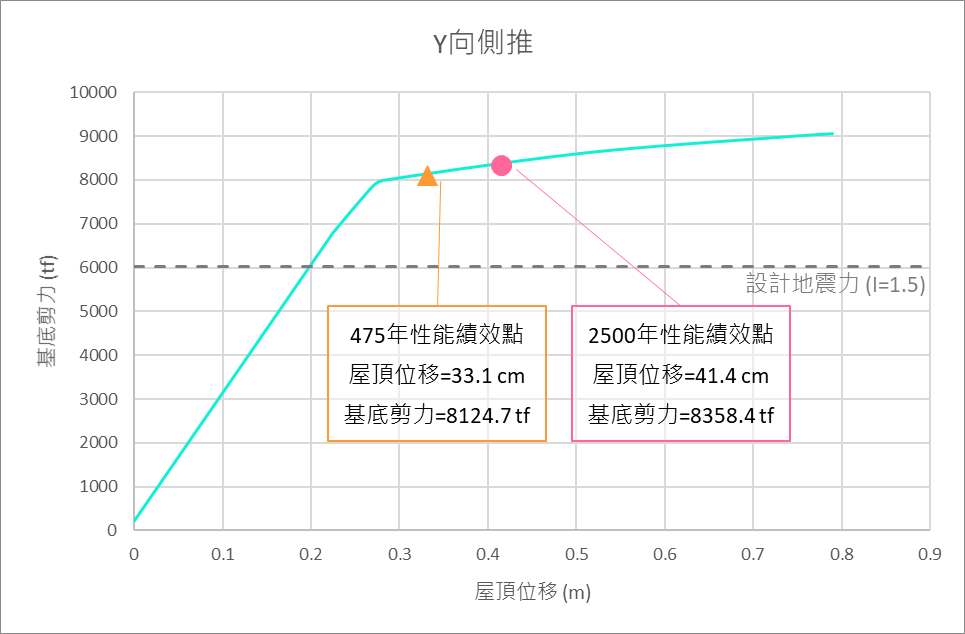 Y向側推
10000
9000
8000
7000
6000
5000
4000
3000
2000
1000
0
基底剪力 (tf)
設計地震力 (I=1.5)
475年性能績效點
屋頂位移=33.1 cm
基底剪力=8124.7 tf
2500年性能績效點
屋頂位移=41.4 cm
基底剪力=8358.4 tf
0 0.1 0.2 0.3 0.4 0.5 0.6 0.7 0.8 0.9
屋頂位移 (m)